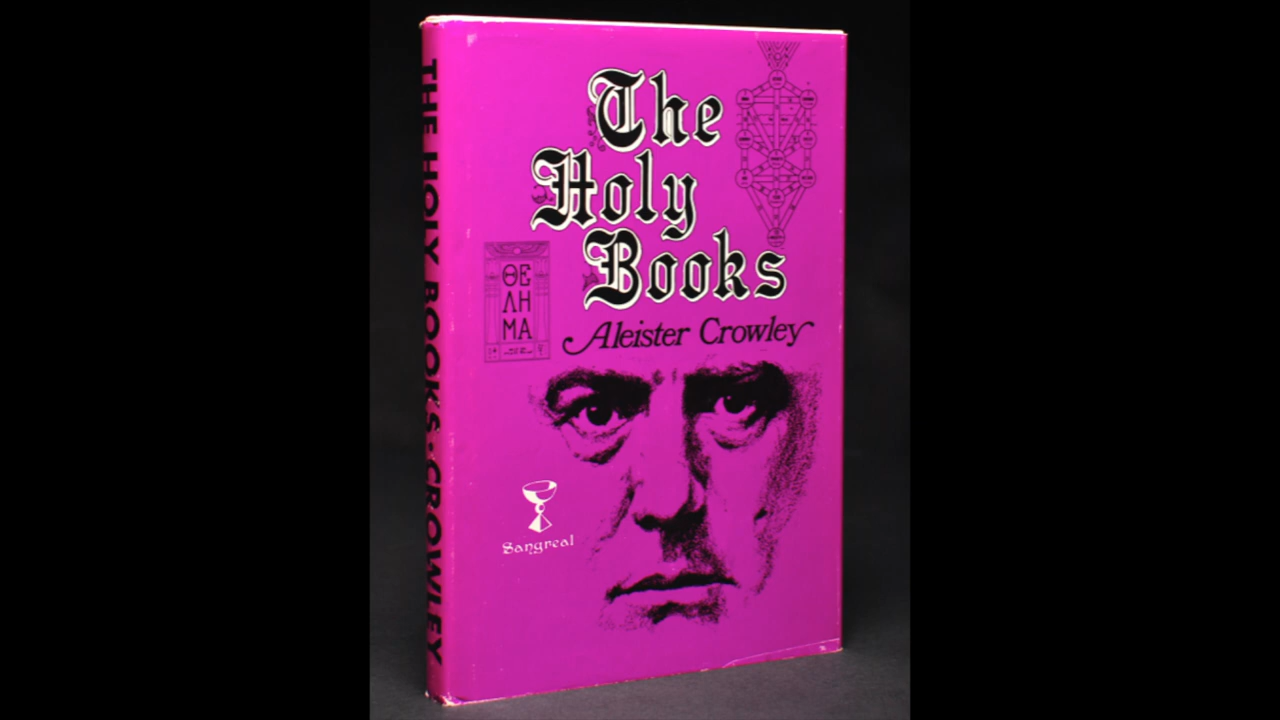 THE HOLY BOOKS · CROWLEY
The
Holy
Books
ΘΕ
ΛΗ
ΜΑ
Aleister Crowley
Sangreal